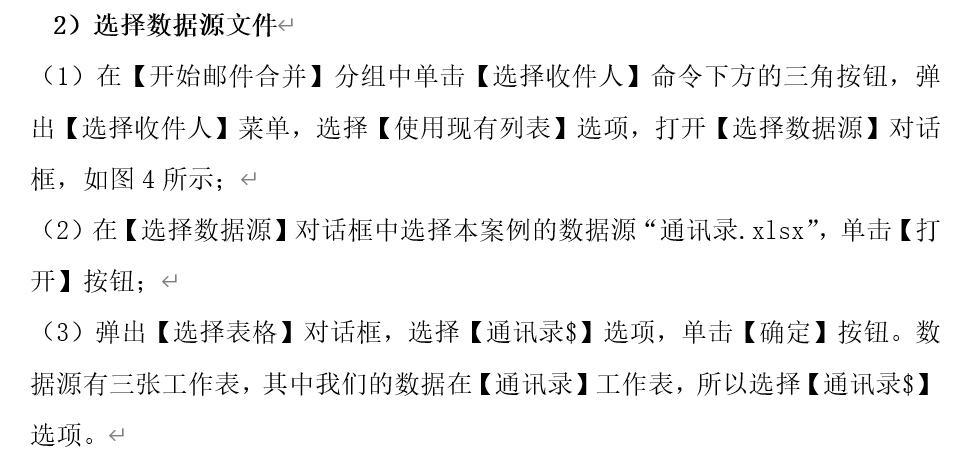 2）选择数据源文件↵
（1）在【开始邮件合并】分组中单击【选择收件人】命令下方的三角按钮，弹
出【选择收件人】菜单，选择【使用现有列表】选项，打开【选择数据源】对话
框，如图 4 所示；↵
（2）在【选择数据源】对话框中选择本案例的数据源“通讯录.xlsx”，单击【打
开】按钮；↵
（3）弹出【选择表格】对话框，选择【通讯录$】选项，单击【确定】按钮。数
据源有三张工作表，其中我们的数据在【通讯录】工作表，所以选择【通讯录$】
选项。↵